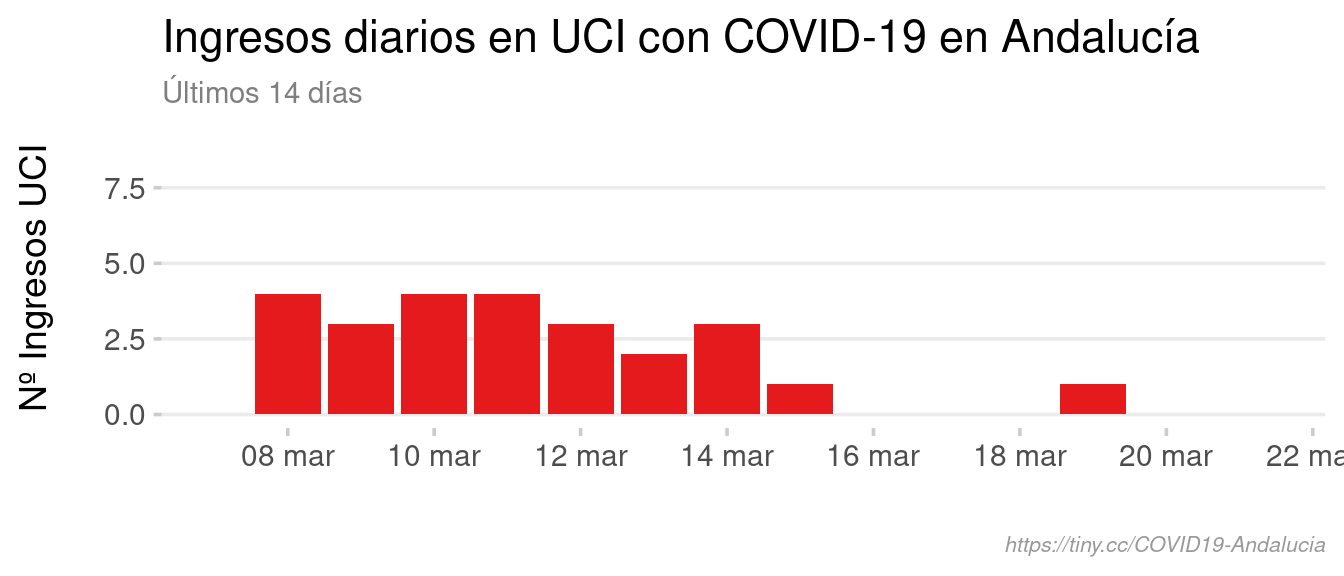 Ingresos diarios en UCI con COVID-19 en Andalucía
Últimos 14 días
Nº Ingresos UCI
7.5
5.0
2.5
0.0
08 mar 10 mar 12 mar 14 mar 16 mar 18 mar 20 mar 22 ma
https://tiny.cc/COVID19-Andalucia